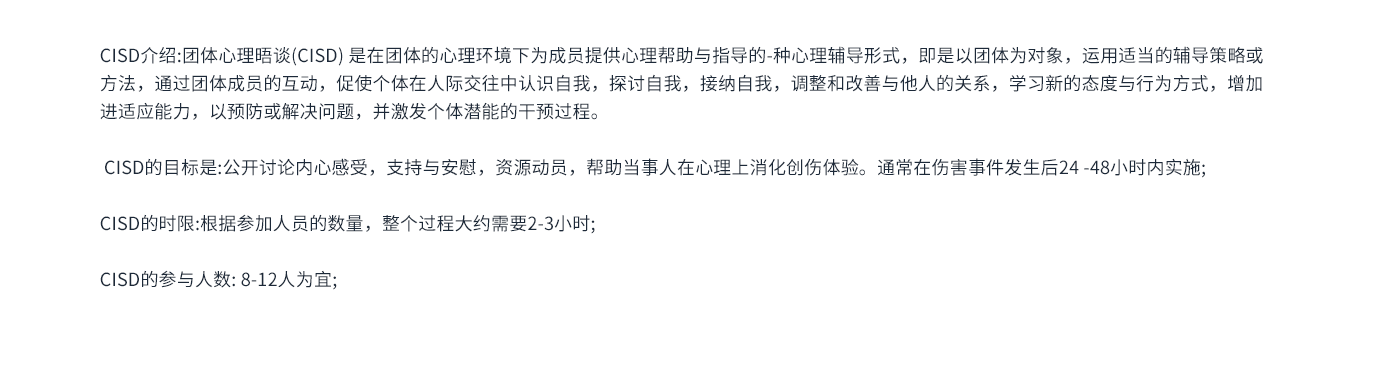 CISD介绍:团体心理晤谈(CISD) 是在团体的心理环境下为成员提供心理帮助与指导的-种心理辅导形式，即是以团体为对象，运用适当的辅导策略或
方法，通过团体成员的互动，促使个体在人际交往中认识自我，探讨自我，接纳自我，调整和改善与他人的关系，学习新的态度与行为方式，增加
进适应能力，以预防或解决问题，并激发个体潜能的干预过程。
CISD的目标是:公开讨论内心感受，支持与安慰，资源动员，帮助当事人在心理上消化创伤体验。通常在伤害事件发生后24 -48小时内实施;
CISD的时限:根据参加人员的数量，整个过程大约需要2-3小时;
CISD的参与人数: 8-12人为宜;